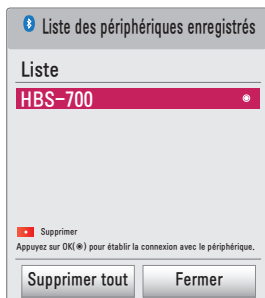 Liste des périphériques enregistrés
Liste
HBS-700
Supprimer
Appuyez sur OK(◉) pour établir la connexion avec le périphérique.
Supprimer tout
Fermer